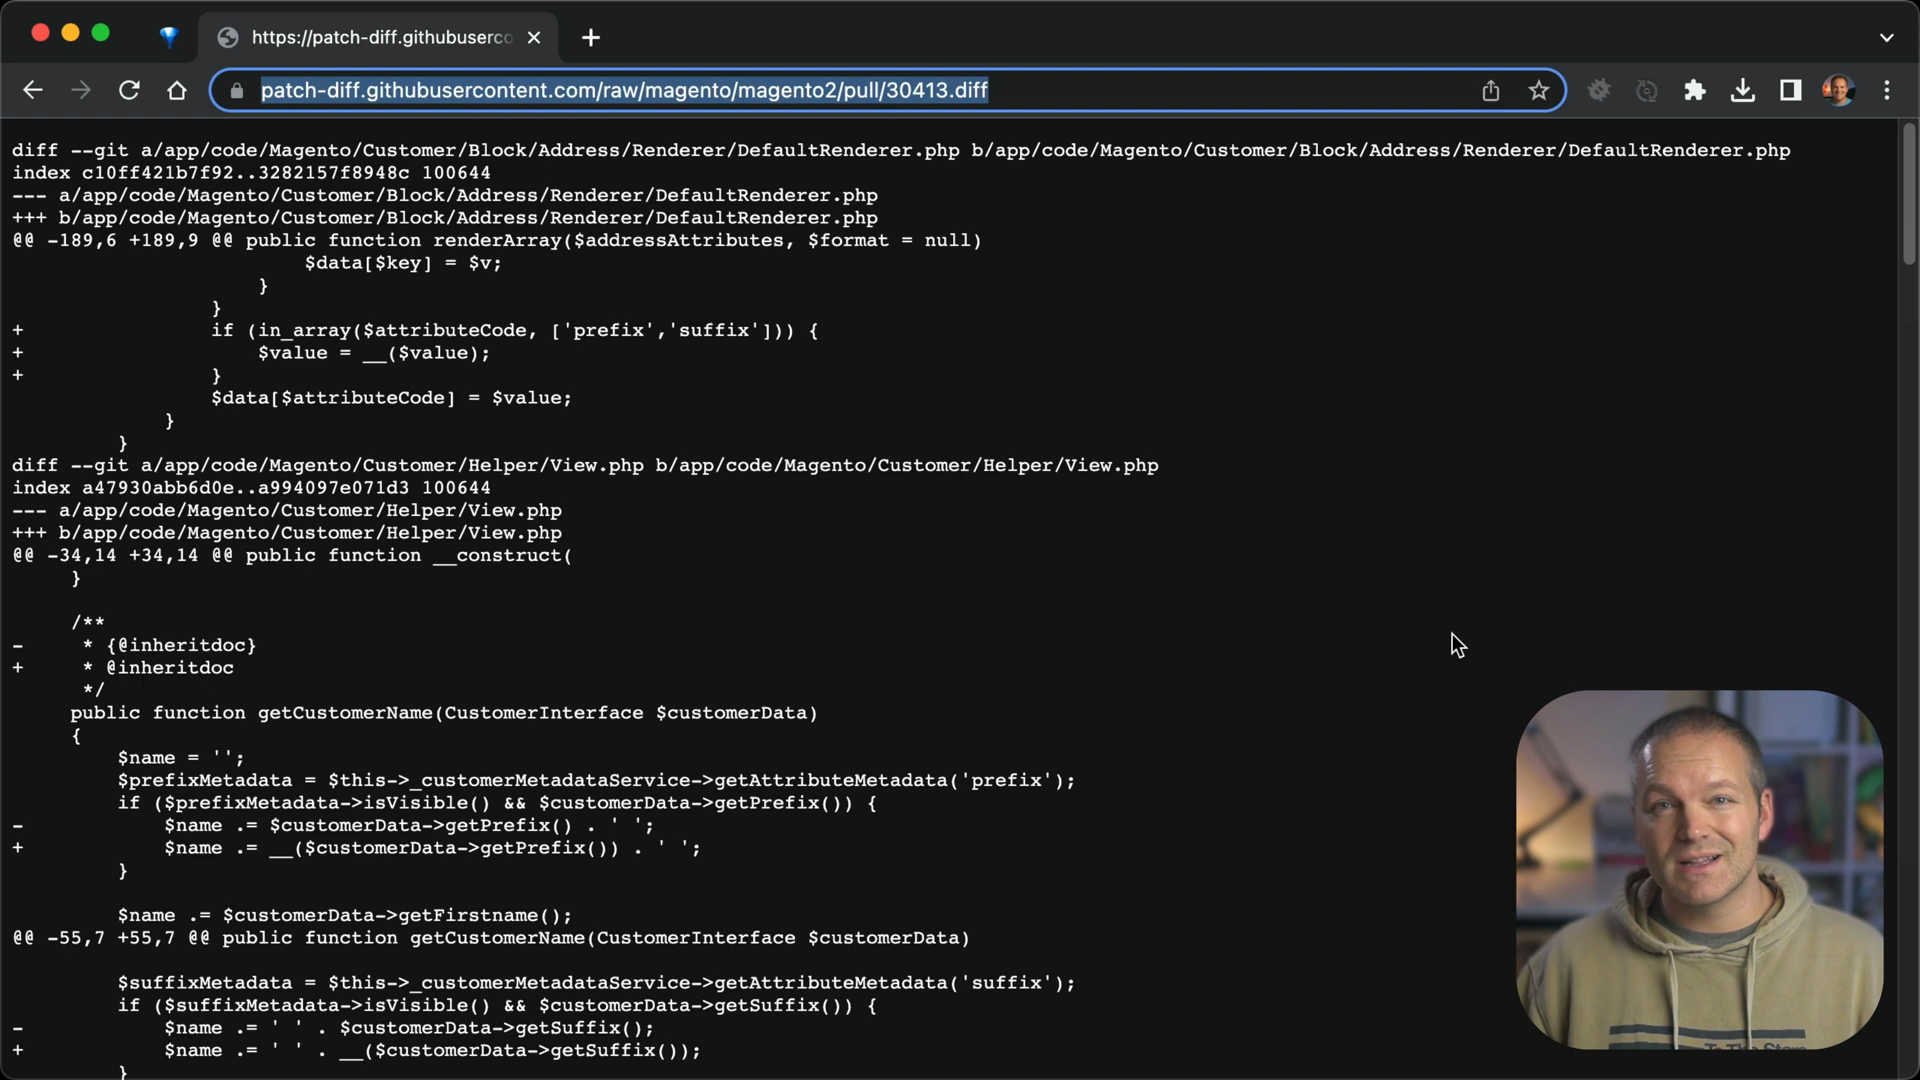 https://patch-diff.githubuserco
patch-diff.githubusercontent.com/raw/magento/magento2/pull/30413.diff
diff --git a/app/code/Magento/Customer/Block/Address/Renderer/DefaultRenderer.php b/app/code/Magento/Customer/Block/Address/Renderer/DefaultRenderer.php
index c10ff421b7f92..3282157f8948c 100644
--- a/app/code/Magento/Customer/Block/Address/Renderer/DefaultRenderer.php
+++ b/app/code/Magento/Customer/Block/Address/Renderer/DefaultRenderer.php
@@ -189,6 +189,9 @@ public function renderArray($addressAttributes, $format = null)
                         $data[$key] = $v;
                     }
                 }
+                if (in_array($attributeCode, ['prefix','suffix'])) {
+                    $value = __($value);
+                }
                 $data[$attributeCode] = $value;
             }
         }
diff --git a/app/code/Magento/Customer/Helper/View.php b/app/code/Magento/Customer/Helper/View.php
index a47930abb6d0e..a994097e071d3 100644
--- a/app/code/Magento/Customer/Helper/View.php
+++ b/app/code/Magento/Customer/Helper/View.php
@@ -34,14 +34,14 @@ public function __construct(
     }
     /**
-     * {@inheritdoc}
+     * @inheritdoc
      */
     public function getCustomerName(CustomerInterface $customerData)
     {
         $name = '';
         $prefixMetadata = $this->_customerMetadataService->getAttributeMetadata('prefix');
         if ($prefixMetadata->isVisible() && $customerData->getPrefix()) {
-            $name .= $customerData->getPrefix() . ' ';
+            $name .= __($customerData->getPrefix()) . ' ';
         }
         $name .= $customerData->getFirstname();
@@ -55,7 +55,7 @@ public function getCustomerName(CustomerInterface $customerData)
         $suffixMetadata = $this->_customerMetadataService->getAttributeMetadata('suffix');
         if ($suffixMetadata->isVisible() && $customerData->getSuffix()) {
-            $name .= ' ' . $customerData->getSuffix();
+            $name .= ' ' . __($customerData->getSuffix());
         }